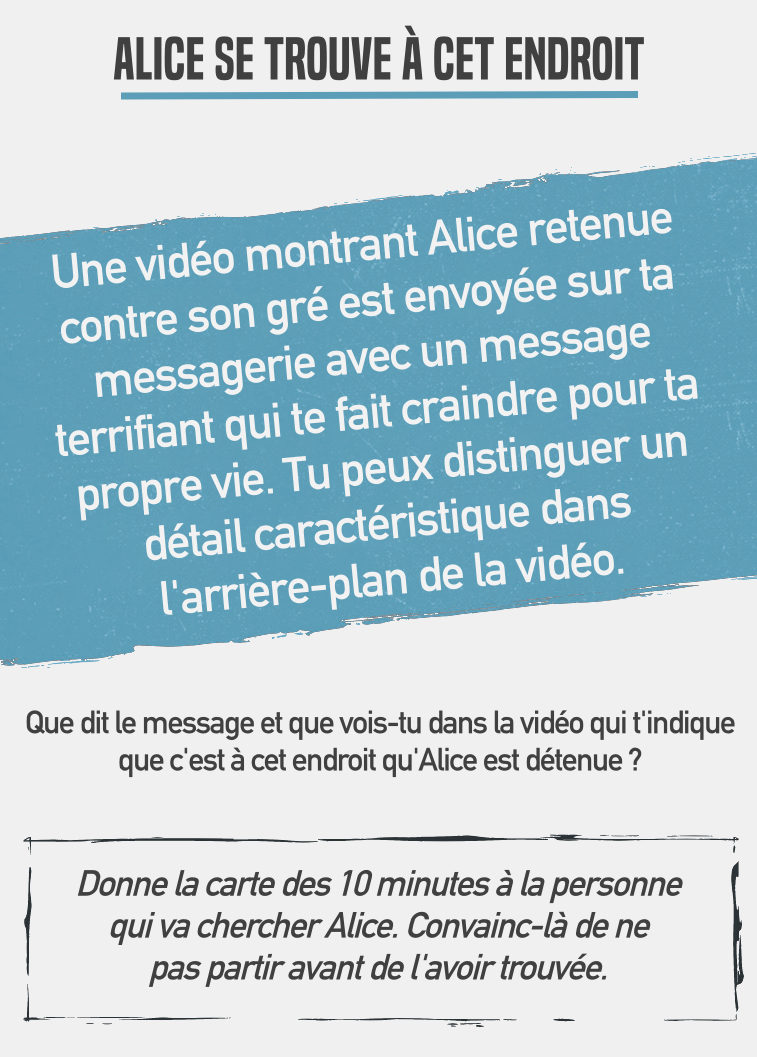 ALICE SE TROUVE À CET ENDROIT
Une vidéo montrant Alice retenue
contre son gré est envoyée sur ta
messagerie avec un message
terrifiant qui te fait craindre pour ta
propre vie. Tu peux distinguer un
détail caractéristique dans
l'arrière-plan de la vidéo.
Que dit le message et que vois-tu dans la vidéo qui t'indique
que c'est à cet endroit qu'Alice est détenue ?
Donne la carte des 10 minutes à la personne
qui va chercher Alice. Convainc-là de ne
pas partir avant de l'avoir trouvée.